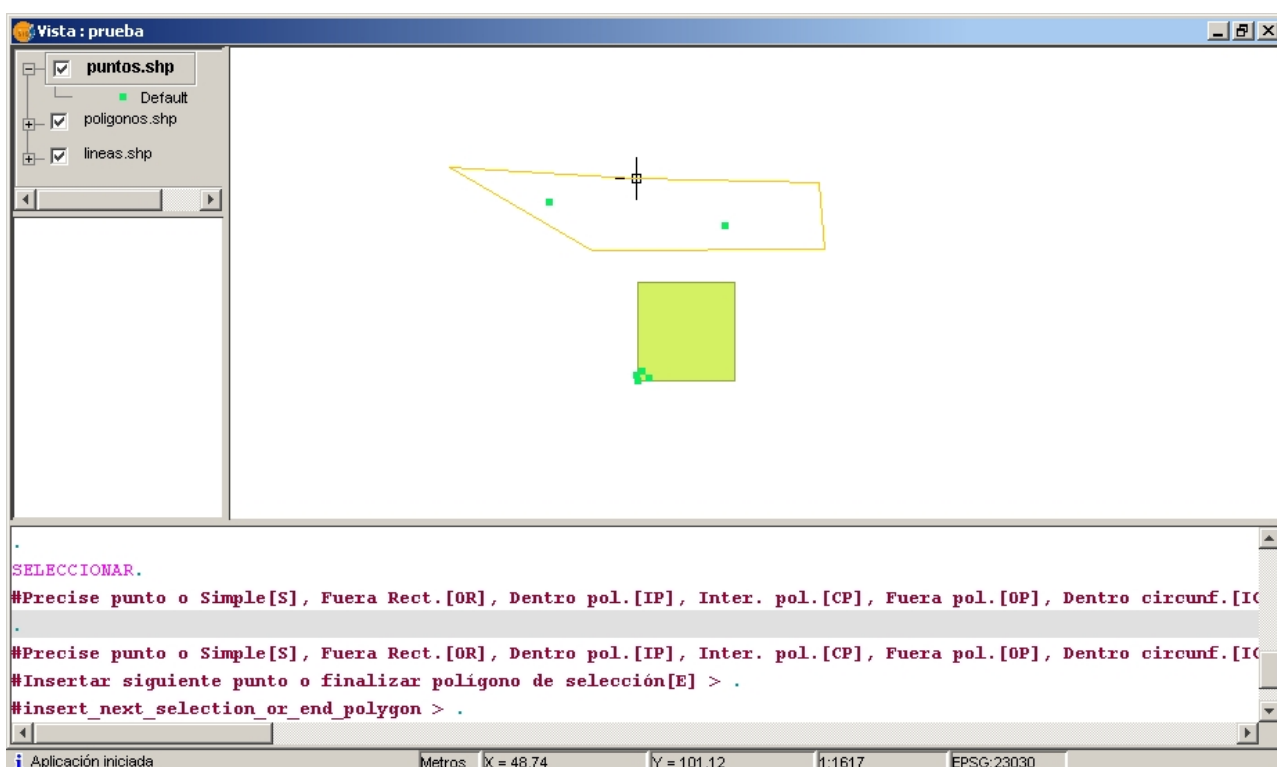 Vista : prueba
puntos.shp
Default
poligonos.shp
lineas.shp
.
SELECCIONAR.
#Precise punto o Simple[S], Fuera Rect.[OR], Dentro pol.[IP], Inter. pol.[CP], Fuera pol.[OP], Dentro circunf.[IC
.
#Precise punto o Simple[S], Fuera Rect.[OR], Dentro pol.[IP], Inter. pol.[CP], Fuera pol.[OP], Dentro circunf.[IC
#Insertar siguiente punto o finalizar polígono de selección[E] > .
#insert_next_selection_or_end_polygon > .
Aplicación iniciada Metros X = 48.74 Y = 101.12 1:1617 EPSG:23030